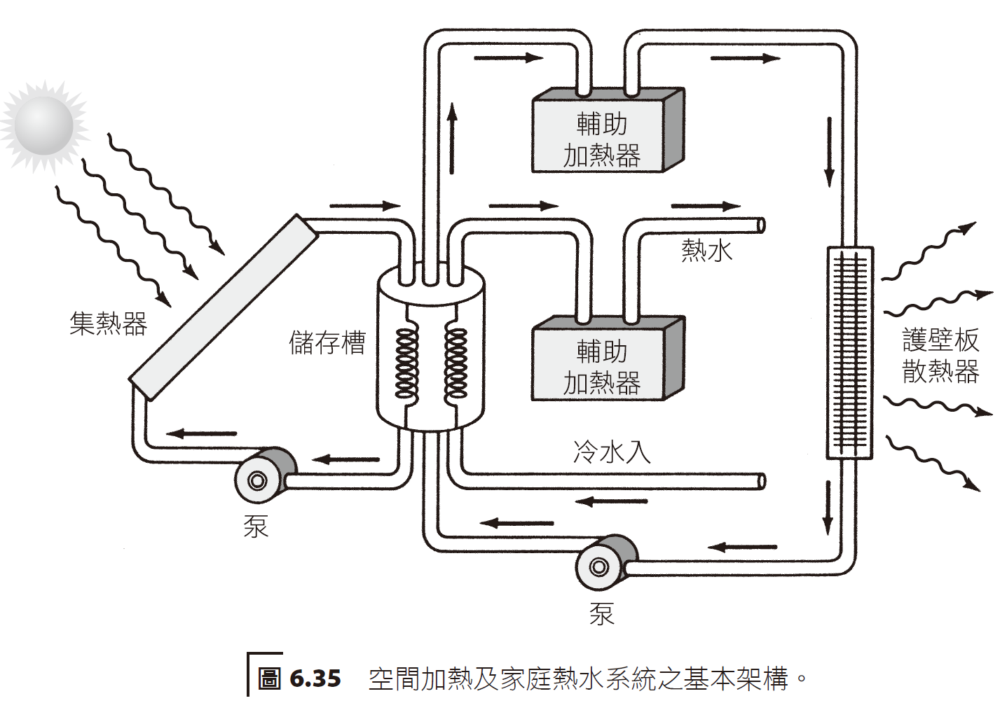 輔助
加熱器
熱水
集熱器
儲存槽
輔助
加熱器
護壁板
散熱器
冷水入
泵
泵
圖 6.35 空間加熱及家庭熱水系統之基本架構。